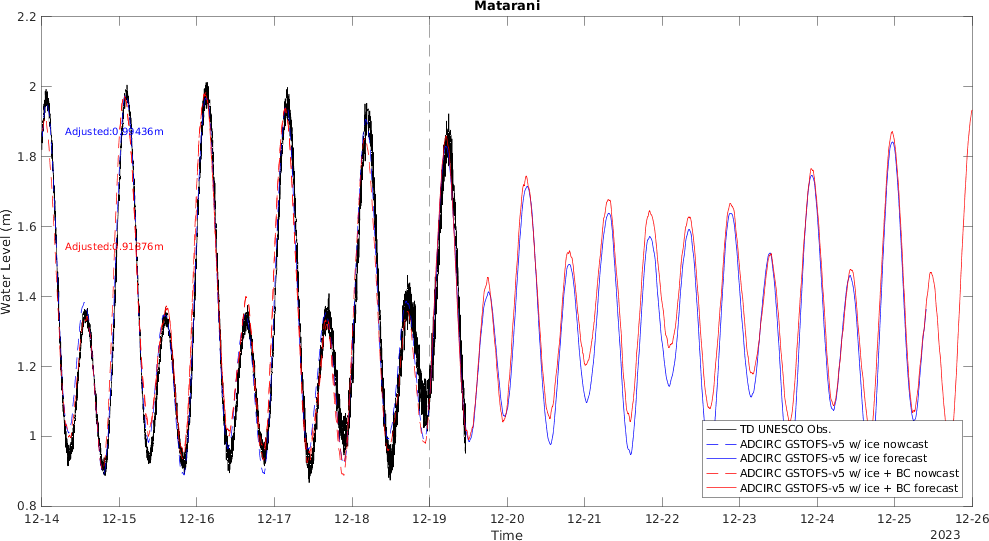 Matarani
2.2
2
1.8
1.6
1.4
1.2
1
0.8
Water Level (m)
Adjusted:0.99436m
Adjusted:0.91876m
TD UNESCO Obs.
ADCIRC GSTOFS-v5 w/ ice nowcast
ADCIRC GSTOFS-v5 w/ ice forecast
ADCIRC GSTOFS-v5 w/ ice + BC nowcast
ADCIRC GSTOFS-v5 w/ ice + BC forecast
12-14 12-15 12-16 12-17 12-18 12-19 12-20 12-21 12-22 12-23 12-24 12-25 12-26
Time
2023